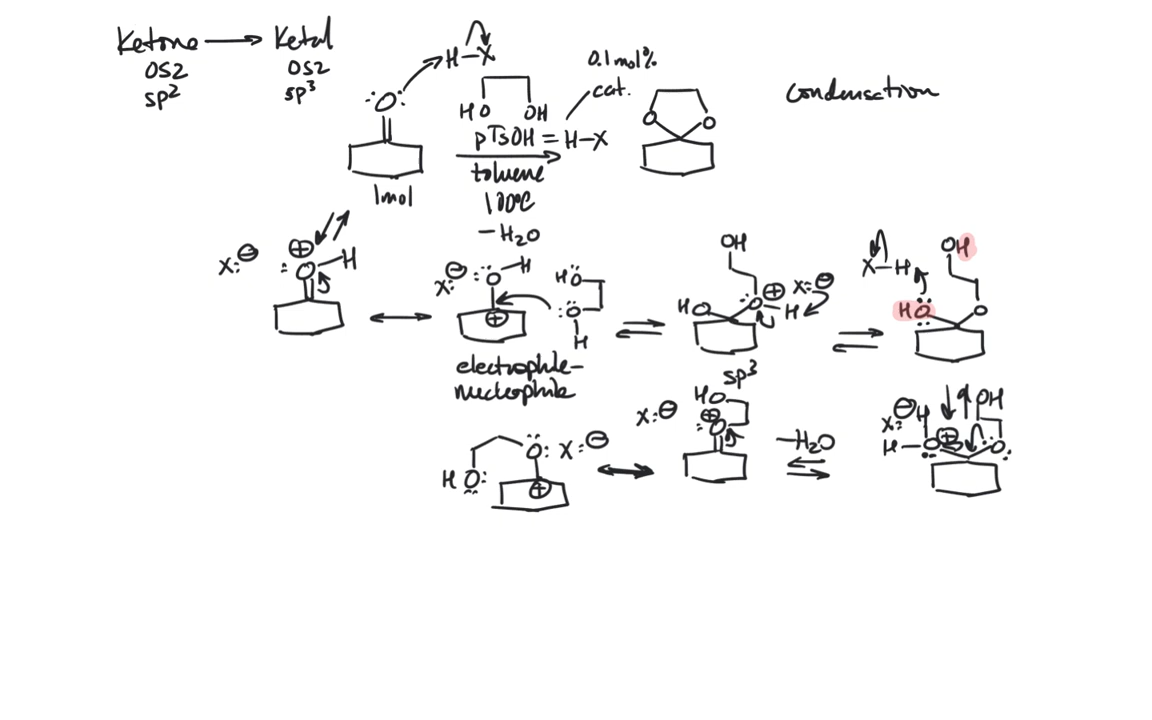 Ketone → Ketal
OS2 OS2
sp² sp³
H-X
0.1 mol%
cat.
condensation
:O:
HO OH
pTsOH = H-X
O O
toluene
1 mol
100°C
-H₂O
X:⊖ ⊕
:O-H
X:⊖ :O-H HO:
⊕ :O:
H
OH
HO :O ⊕ X:⊖
H
X-H OH
HO: O
electrophile-
nucleophile
sp³
X:⊖ HO
⊕
:O
-H₂O
⊖ H OH
X:
H-O ⊕ O:
O: X:⊖
HO: ⊕